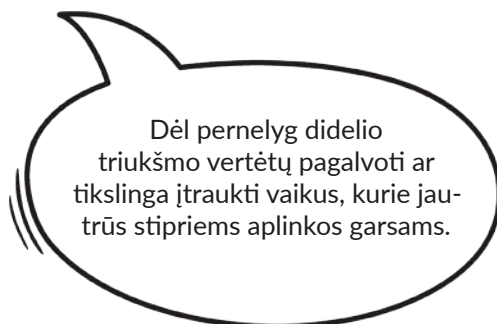 Dėl pernelyg didelio
triukšmo vertėtų pagalvoti ar
tikslinga įtraukti vaikus, kurie jau-
trūs stipriems aplinkos garsams.